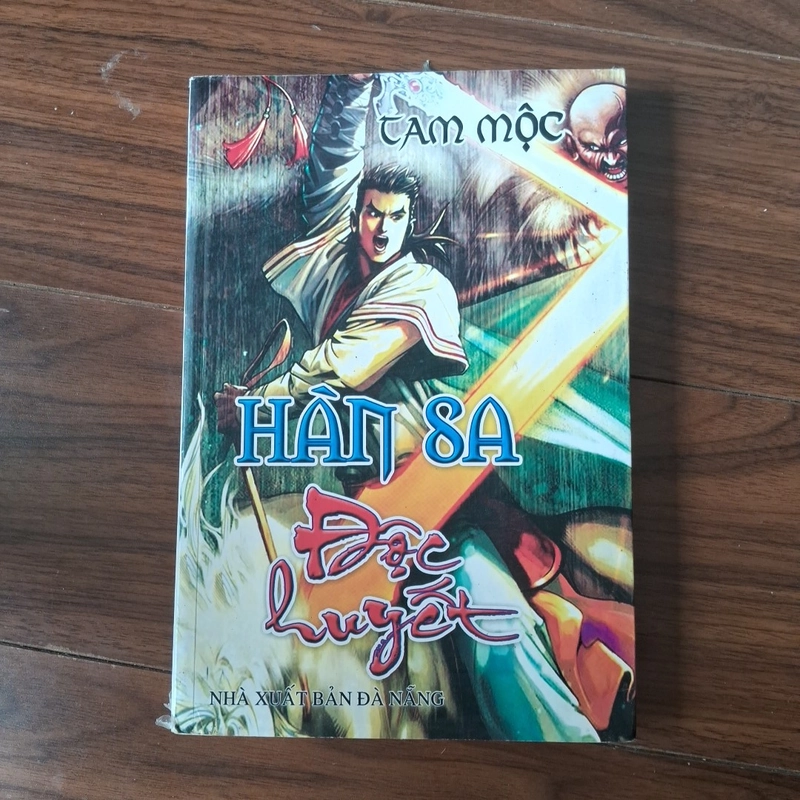 TAM MỘC
HÀN SA
Độc
huyết
NHÀ XUẤT BẢN ĐÀ NẴNG